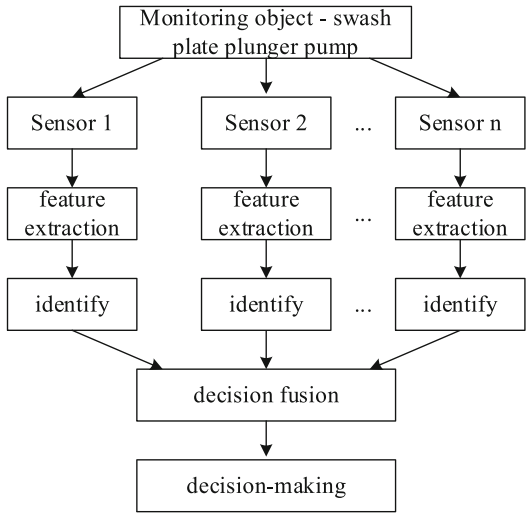 Monitoring object - swash
plate plunger pump
Sensor 1
Sensor 2
...
Sensor n
feature
extraction
feature
extraction
...
feature
extraction
identify
identify
...
identify
decision fusion
decision-making